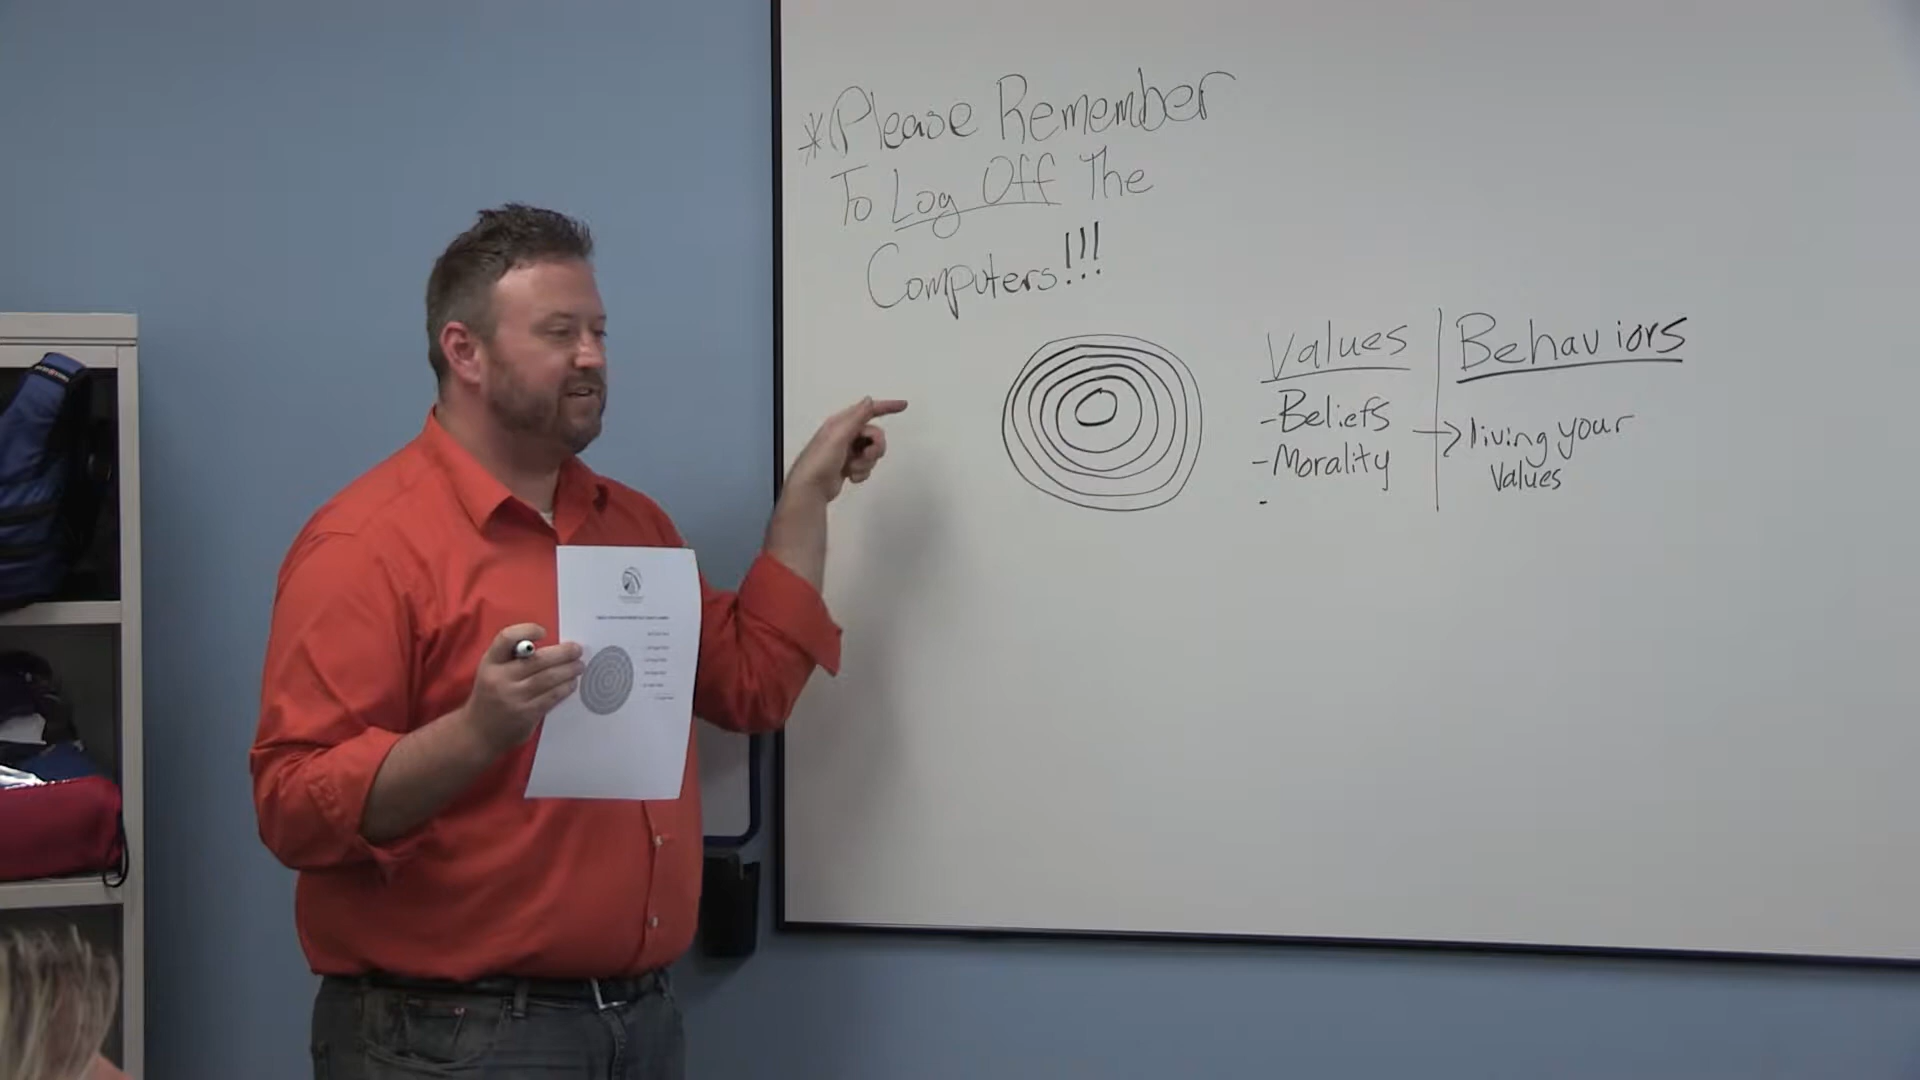 *Please Remember
To Log Off The
Computers!!!
Values
Behaviors
-Beliefs
-Morality
-
→ living your
Values